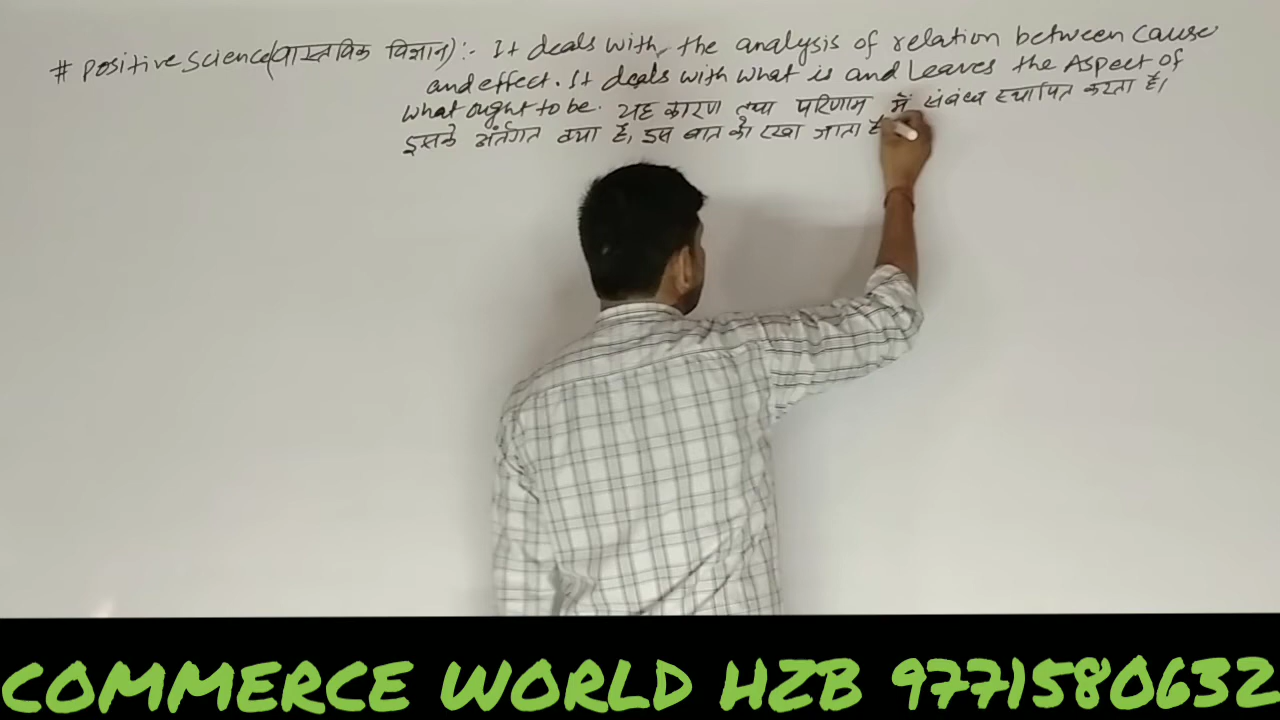 # positive science(वास्तविक विज्ञान):- It deals with the analysis of relation between cause
and effect. It deals with what is and leaves the Aspect of
what ought to be. यह कारण तथा परिणाम में संबंध स्थापित करता है।
इसके अंर्तगत क्या है, इस बात को रखा जाता है
COMMERCE WORLD HZB 9771580632